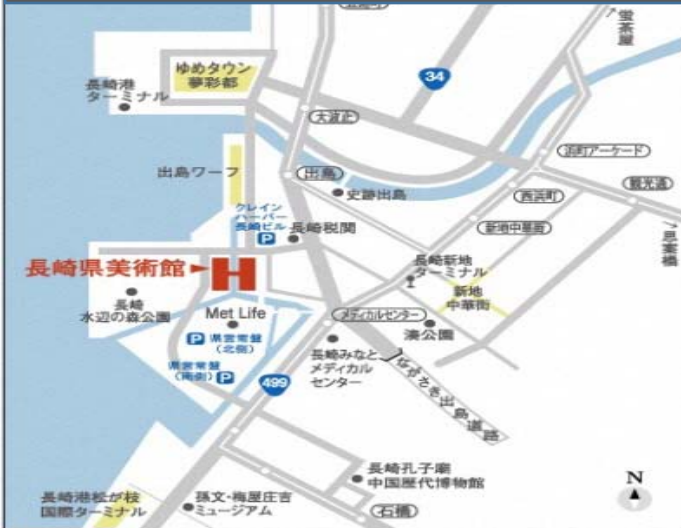 蛍茶屋
ゆめタウン
夢彩都
34
長崎港
ターミナル
大波止
浜町アーケード
出島ワーフ
出島
史跡出島
西浜町
観光通
クレイン
ハーバー
長崎ビル
P
長崎税関
新地中華街
思案橋
長崎県美術館
長崎新地
ターミナル
長崎
水辺の森公園
新地
中華街
Met Life
メディカルセンター
湊公園
P 県営常盤
(北側)
県営常盤
(南側) P
長崎みなと
メディカル
センター
499
ながさき出島道路
長崎孔子廟
中国歴代博物館
N
長崎港松が枝
国際ターミナル
孫文・梅屋庄吉
ミュージアム
石橋